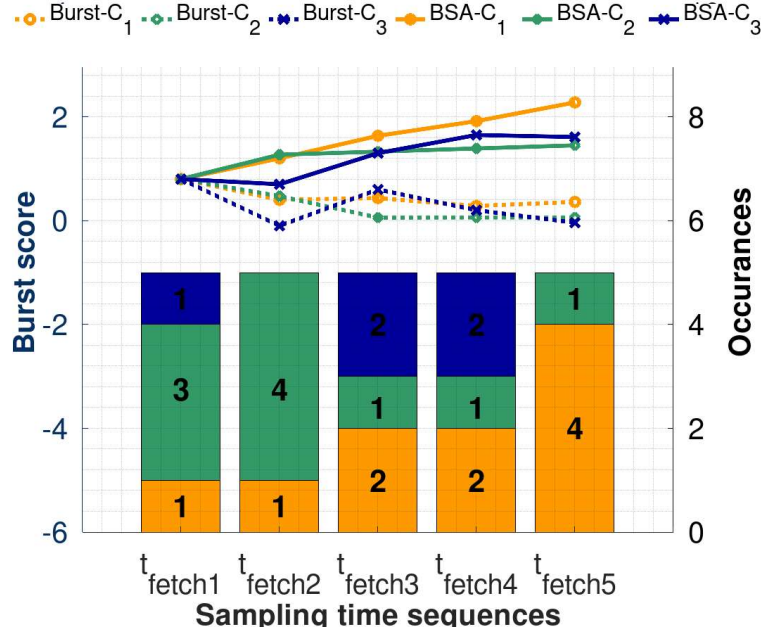 Burst-C1 Burst-C2 Burst-C3 BSA-C1 BSA-C2 BSA-C3
2 8
0 6
-2 4
-4 2
-6 0
Burst score
Occurances
1 2 2 1
3 4 1 1 4
1 1 2 2
tfetch1 tfetch2 tfetch3 tfetch4 tfetch5
Sampling time sequences